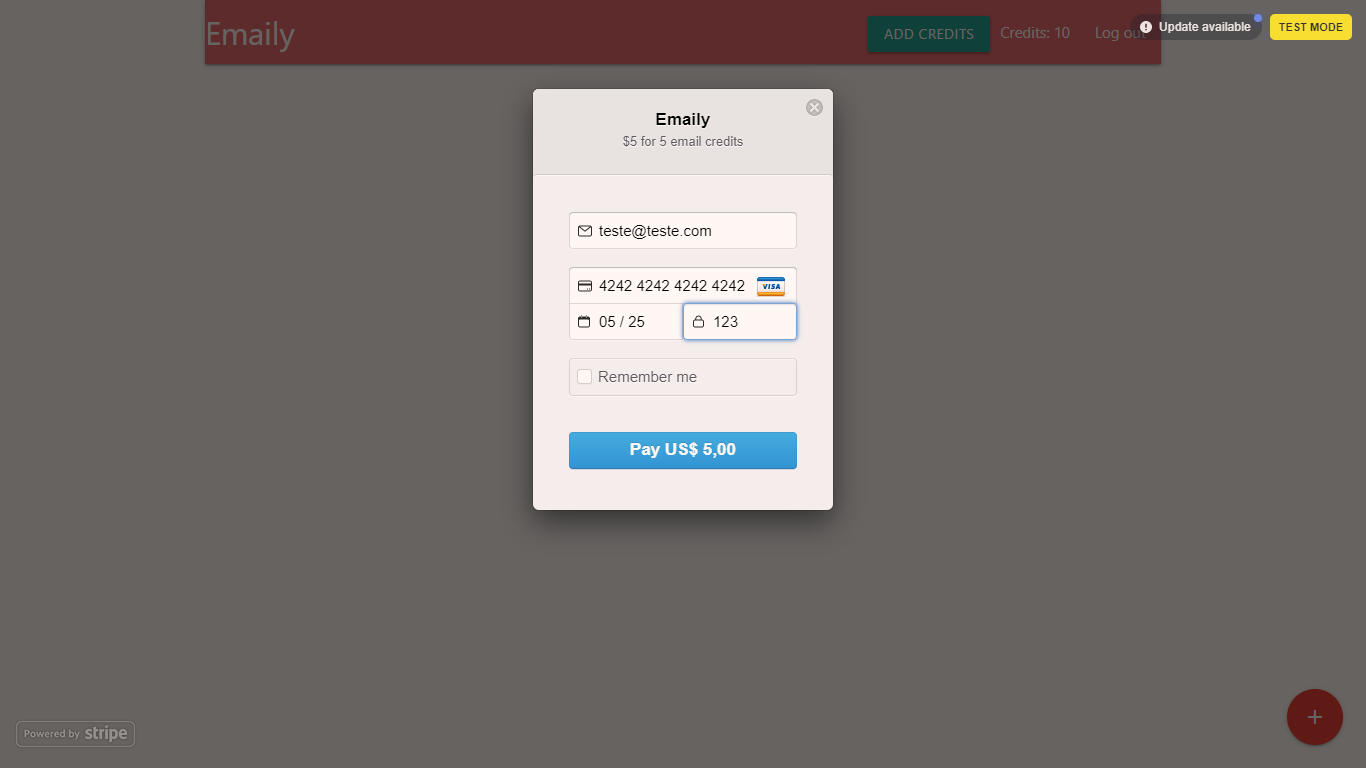 Emaily
ADD CREDITS
Credits: 10
Log out
Update available
TEST MODE
Emaily
$5 for 5 email credits
teste@teste.com
4242 4242 4242 4242 VISA
05 / 25
123
Remember me
Pay US$ 5,00
Powered by stripe